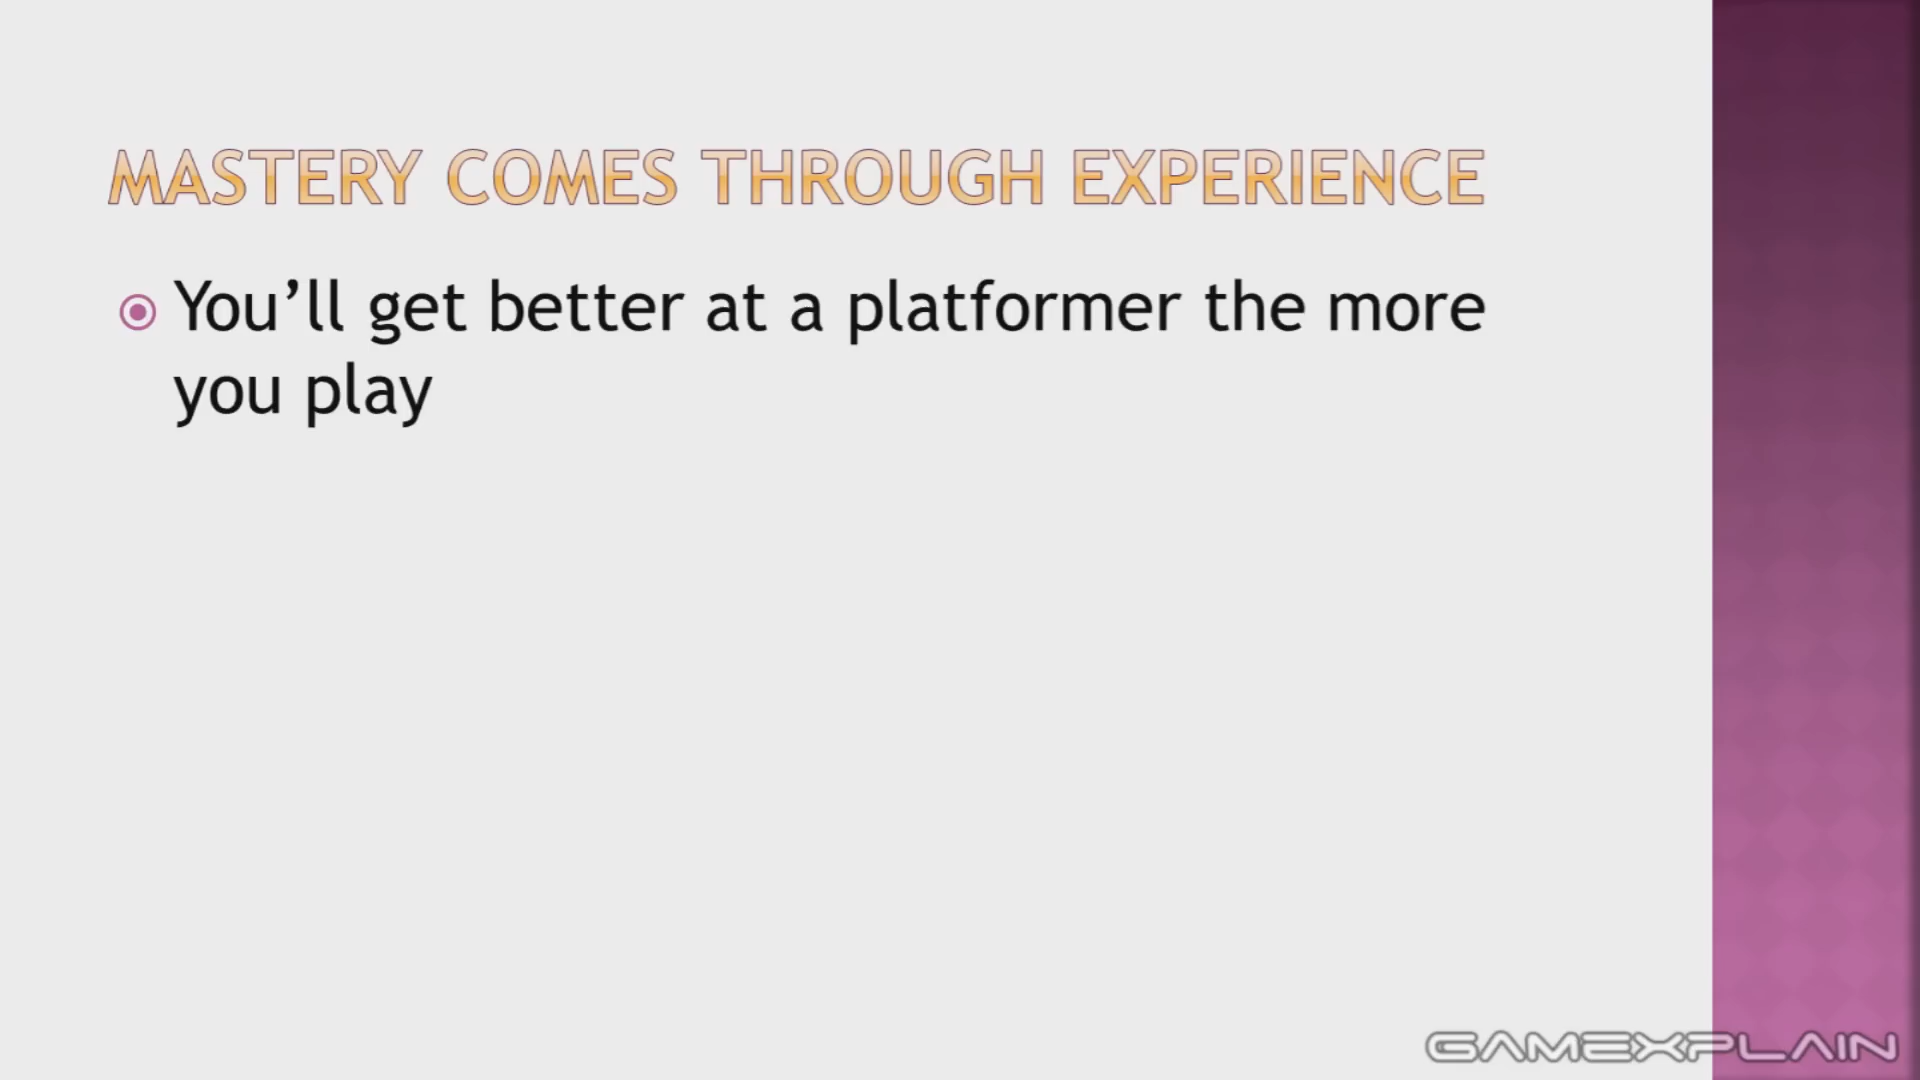 MASTERY COMES THROUGH EXPERIENCE
You’ll get better at a platformer the more
you play
GAMEXPLAIN